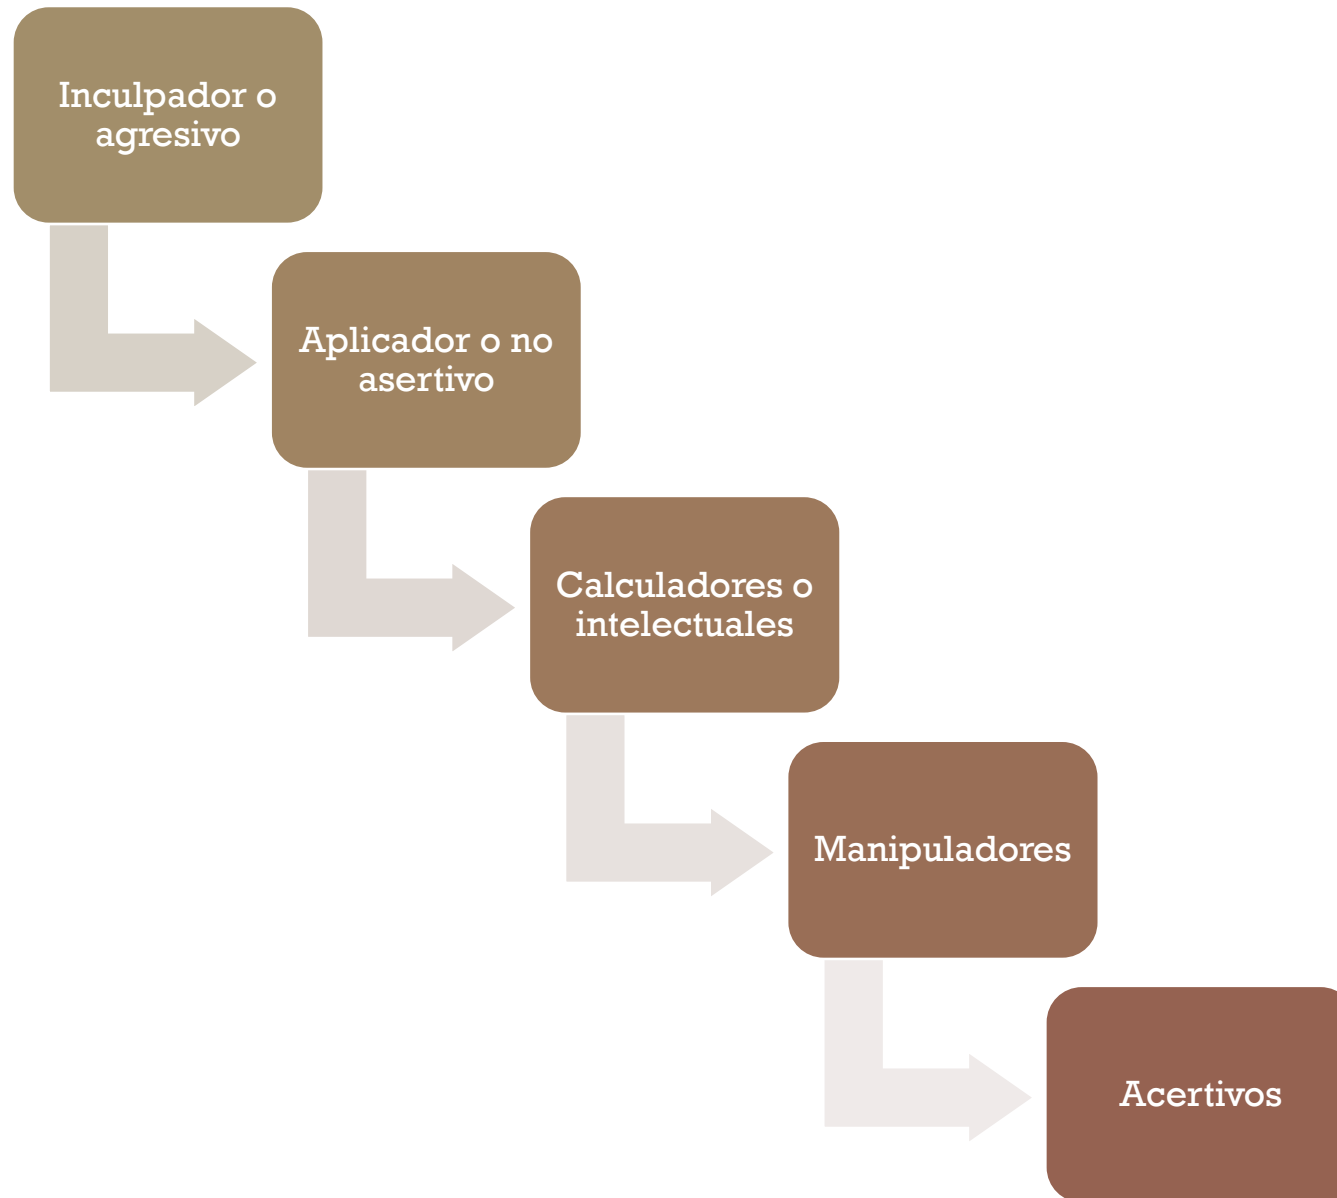 Inculpador o
agresivo
Aplicador o no
asertivo
Calculadores o
intelectuales
Manipuladores
Acertivos